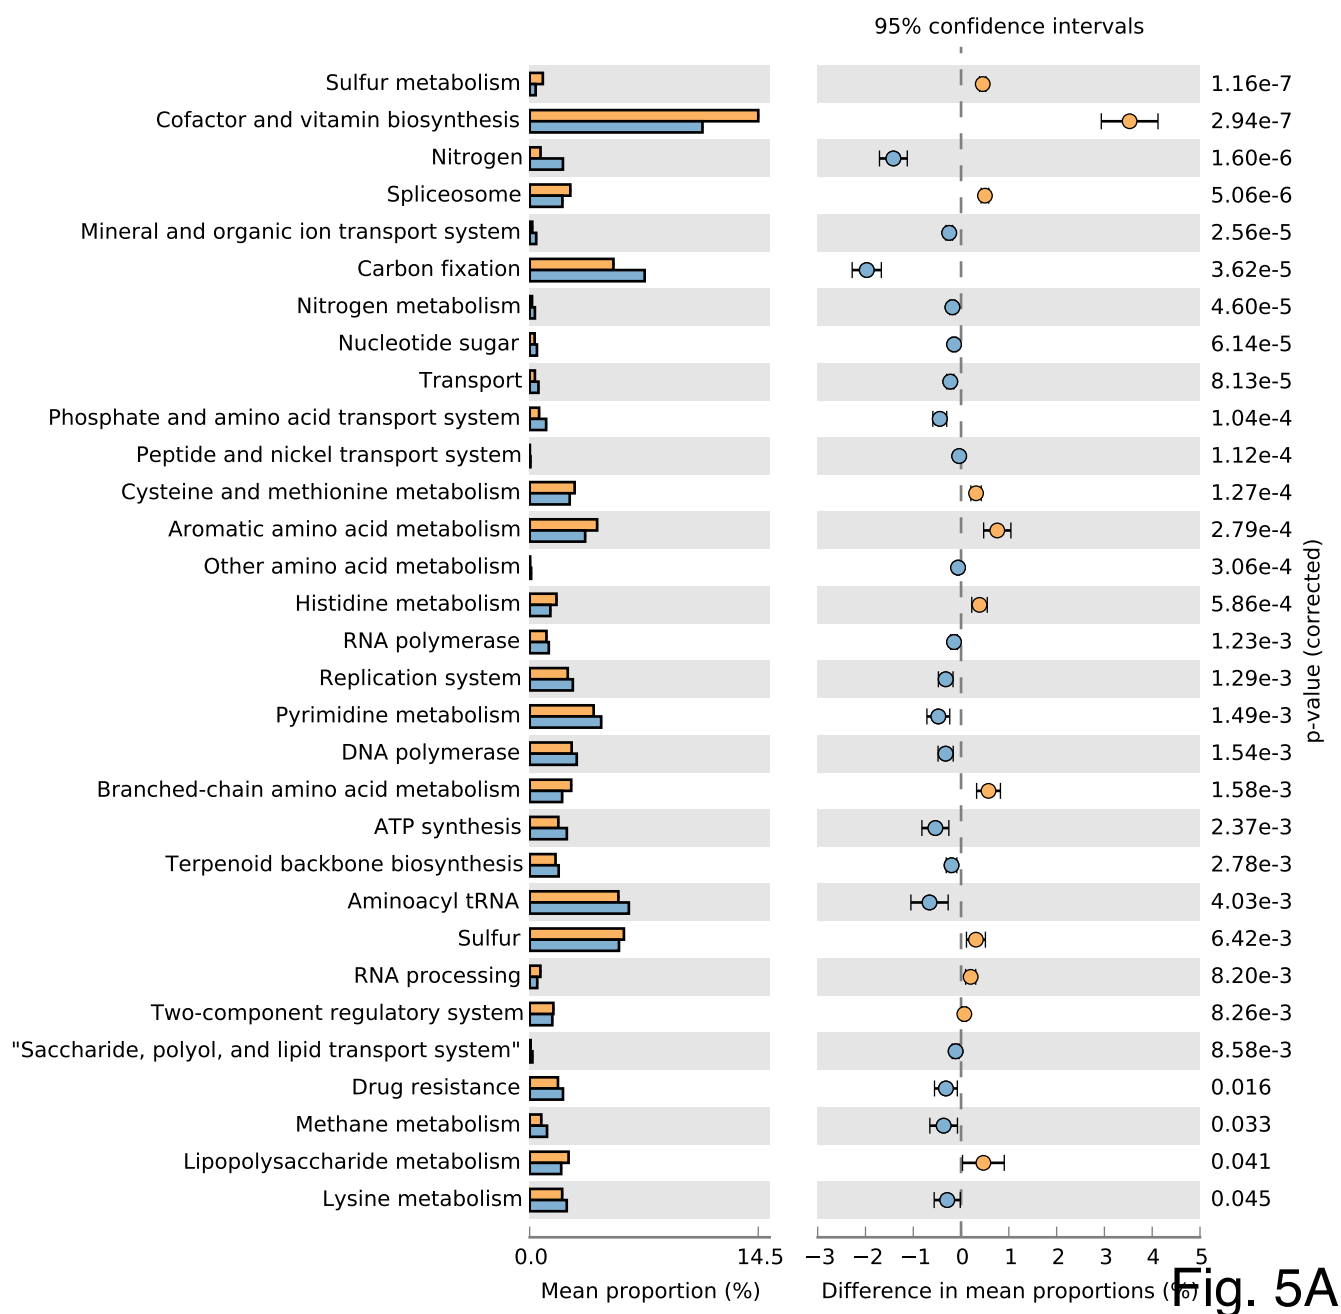 95% confidence intervals
Sulfur metabolism 1.16e-7
Cofactor and vitamin biosynthesis 2.94e-7
Nitrogen 1.60e-6
Spliceosome 5.06e-6
Mineral and organic ion transport system 2.56e-5
Carbon fixation 3.62e-5
Nitrogen metabolism 4.60e-5
Nucleotide sugar 6.14e-5
Transport 8.13e-5
Phosphate and amino acid transport system 1.04e-4
Peptide and nickel transport system 1.12e-4
Cysteine and methionine metabolism 1.27e-4
Aromatic amino acid metabolism 2.79e-4
Other amino acid metabolism 3.06e-4
Histidine metabolism 5.86e-4
RNA polymerase 1.23e-3
Replication system 1.29e-3
Pyrimidine metabolism 1.49e-3
DNA polymerase 1.54e-3
Branched-chain amino acid metabolism 1.58e-3
ATP synthesis 2.37e-3
Terpenoid backbone biosynthesis 2.78e-3
Aminoacyl tRNA 4.03e-3
Sulfur 6.42e-3
RNA processing 8.20e-3
Two-component regulatory system 8.26e-3
"Saccharide, polyol, and lipid transport system" 8.58e-3
Drug resistance 0.016
Methane metabolism 0.033
Lipopolysaccharide metabolism 0.041
Lysine metabolism 0.045
p-value (corrected)
0.0 14.5 −3 −2 −1 0 1 2 3 4 5
Mean proportion (%) Difference in mean proportions (%)
Fig. 5A